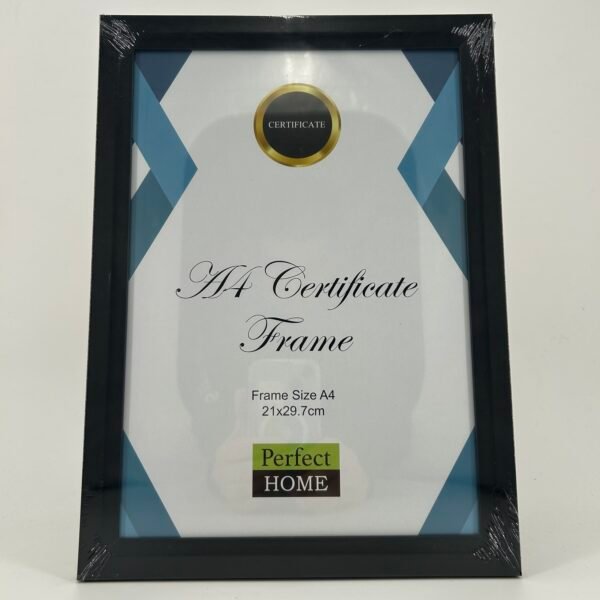 CERTIFICATE
A4 Certificate
Frame
Frame Size A4
21x29.7cm
Perfect
HOME